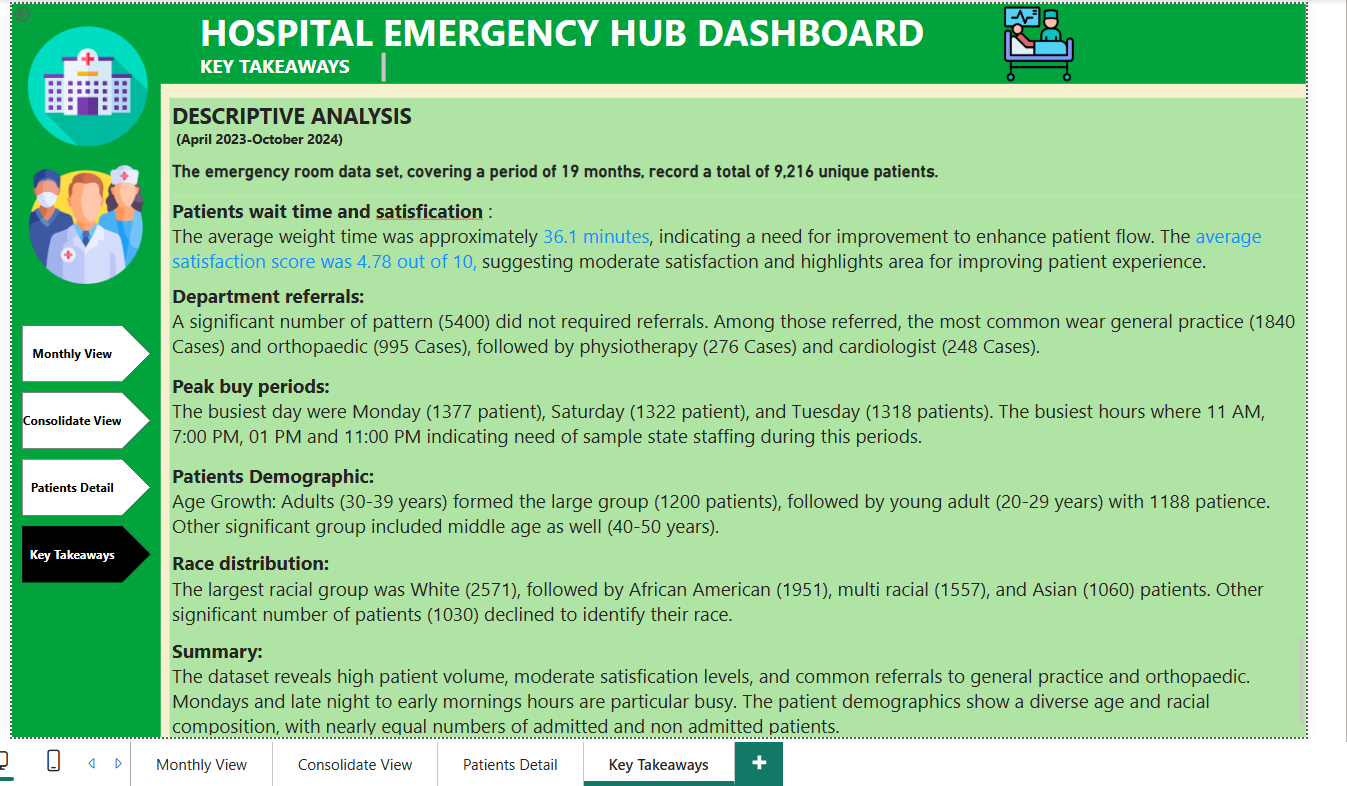 HOSPITAL EMERGENCY HUB DASHBOARD
KEY TAKEAWAYS
DESCRIPTIVE ANALYSIS
(April 2023-October 2024)
The emergency room data set, covering a period of 19 months, record a total of 9,216 unique patients.
Patients wait time and satisfication :
The average weight time was approximately 36.1 minutes, indicating a need for improvement to enhance patient flow. The average
satisfaction score was 4.78 out of 10, suggesting moderate satisfaction and highlights area for improving patient experience.
Department referrals:
A significant number of pattern (5400) did not required referrals. Among those referred, the most common wear general practice (1840
Cases) and orthopaedic (995 Cases), followed by physiotherapy (276 Cases) and cardiologist (248 Cases).
Peak buy periods:
The busiest day were Monday (1377 patient), Saturday (1322 patient), and Tuesday (1318 patients). The busiest hours where 11 AM,
7:00 PM, 01 PM and 11:00 PM indicating need of sample state staffing during this periods.
Patients Demographic:
Age Growth: Adults (30-39 years) formed the large group (1200 patients), followed by young adult (20-29 years) with 1188 patience.
Other significant group included middle age as well (40-50 years).
Race distribution:
The largest racial group was White (2571), followed by African American (1951), multi racial (1557), and Asian (1060) patients. Other
significant number of patients (1030) declined to identify their race.
Summary:
The dataset reveals high patient volume, moderate satisfication levels, and common referrals to general practice and orthopaedic.
Mondays and late night to early mornings hours are particular busy. The patient demographics show a diverse age and racial
composition, with nearly equal numbers of admitted and non admitted patients.
Monthly View
Consolidate View
Patients Detail
Key Takeaways
Monthly View
Consolidate View
Patients Detail
Key Takeaways
+